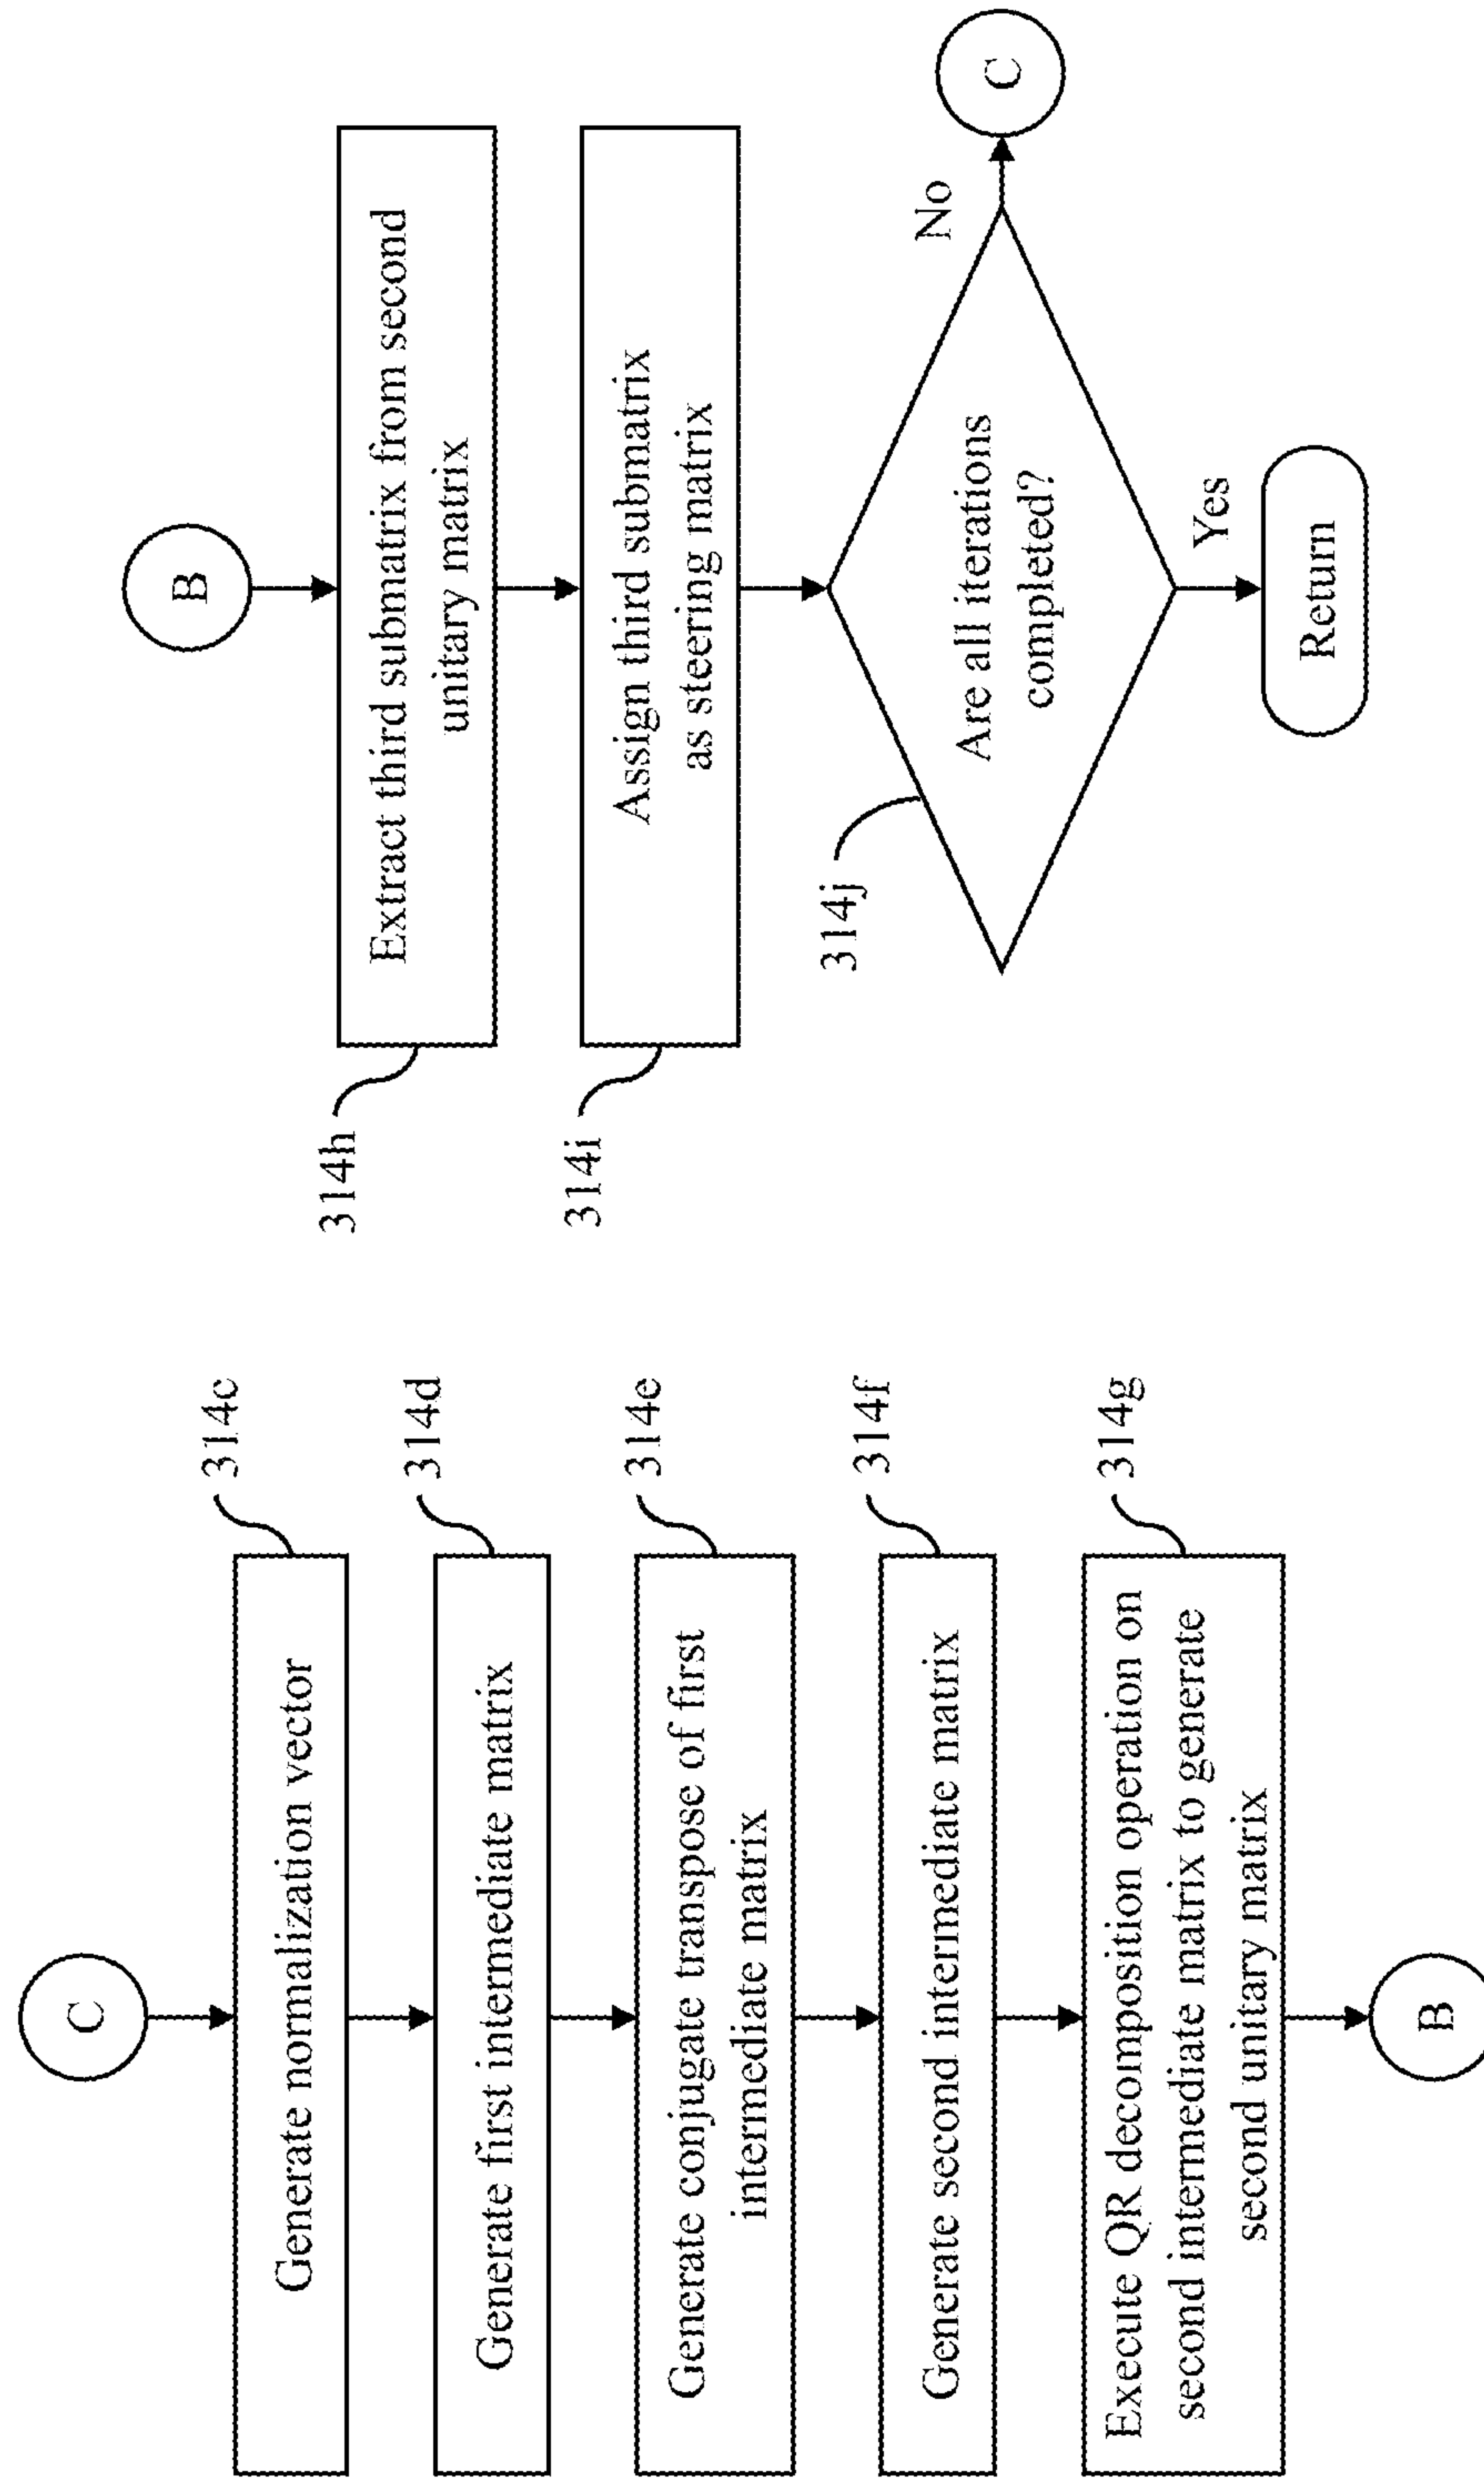 C
Generate normalization vector
314c
Generate first intermediate matrix
314d
Generate conjugate transpose of first
intermediate matrix
314e
Generate second intermediate matrix
314f
Execute QR decomposition operation on
second intermediate matrix to generate
second unitary matrix
314g
B
B
Extract third submatrix from second
unitary matrix
314h
Assign third submatrix
as steering matrix
314i
Are all iterations
completed?
314j
No
C
Yes
Return